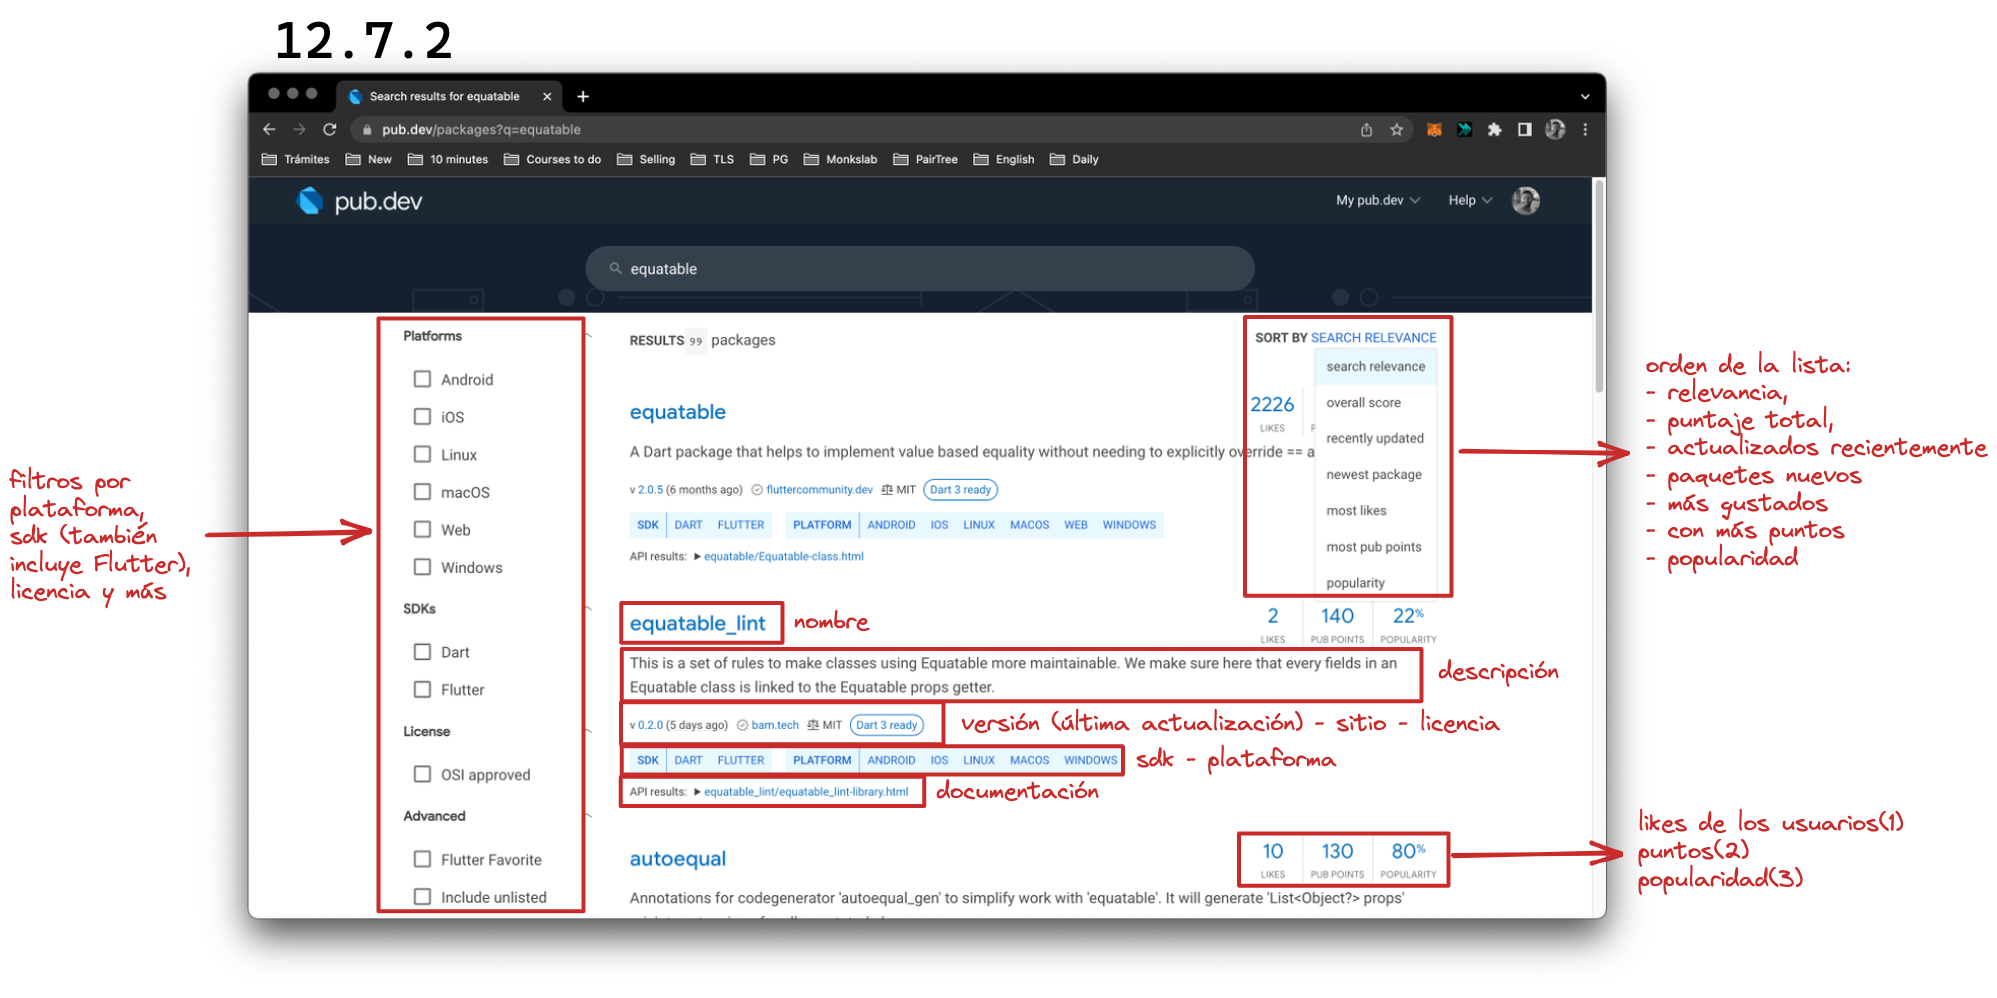 12.7.2
Search results for equatable
pub.dev/packages?q=equatable
Trámites New 10 minutes Courses to do Selling TLS PG Monkslab PairTree English Daily
pub.dev
My pub.dev Help
equatable
Platforms
Android
iOS
Linux
macOS
Web
Windows
SDKs
Dart
Flutter
License
OSI approved
Advanced
Flutter Favorite
Include unlisted
filtros por
plataforma,
sdk (también
incluye Flutter),
licencia y más
RESULTS 99 packages
SORT BY SEARCH RELEVANCE
search relevance
overall score
recently updated
newest package
most likes
most pub points
popularity
orden de la lista:
- relevancia,
- puntaje total,
- actualizados recientemente
- paquetes nuevos
- más gustados
- con más puntos
- popularidad
equatable
2226
LIKES
A Dart package that helps to implement value based equality without needing to explicitly override == a
v 2.0.5 (6 months ago) fluttercommunity.dev MIT Dart 3 ready
SDK DART FLUTTER PLATFORM ANDROID IOS LINUX MACOS WEB WINDOWS
API results: ▸ equatable/Equatable-class.html
equatable_lint nombre
2 140 22%
LIKES PUB POINTS POPULARITY
This is a set of rules to make classes using Equatable more maintainable. We make sure here that every fields in an
Equatable class is linked to the Equatable props getter.
descripción
v 0.2.0 (5 days ago) bam.tech MIT Dart 3 ready versión (última actualización) - sitio - licencia
SDK DART FLUTTER PLATFORM ANDROID IOS LINUX MACOS WINDOWS sdk - plataforma
API results: ▸ equatable_lint/equatable_lint-library.html documentación
autoequal
10 130 80%
LIKES PUB POINTS POPULARITY
likes de los usuarios(1)
puntos(2)
popularidad(3)
Annotations for codegenerator 'autoequal_gen' to simplify work with 'equatable'. It will generate 'List<Object?> props'